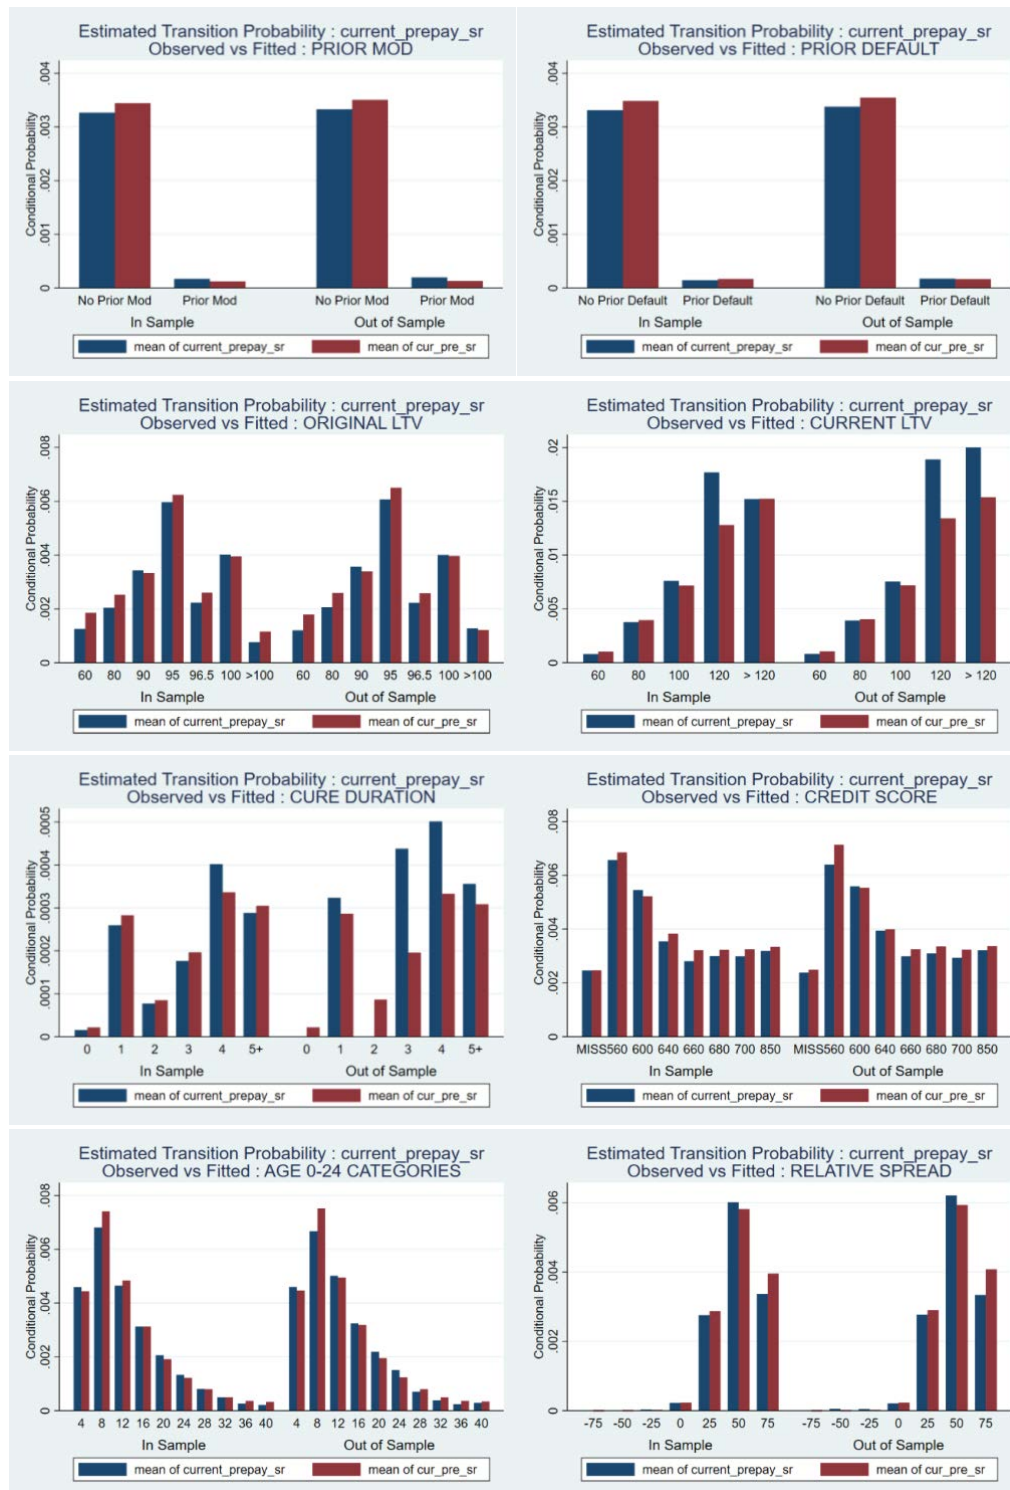 Estimated Transition Probability : current_prepay_sr
Observed vs Fitted : PRIOR MOD
Conditional Probability
0 .001 .002 .003 .004
No Prior Mod Prior Mod No Prior Mod Prior Mod
In Sample Out of Sample
mean of current_prepay_sr mean of cur_pre_sr
Estimated Transition Probability : current_prepay_sr
Observed vs Fitted : PRIOR DEFAULT
Conditional Probability
0 .001 .002 .003 .004
No Prior Default Prior Default No Prior Default Prior Default
In Sample Out of Sample
mean of current_prepay_sr mean of cur_pre_sr
Estimated Transition Probability : current_prepay_sr
Observed vs Fitted : ORIGINAL LTV
Conditional Probability
0 .002 .004 .006 .008
60 80 90 95 96.5 100 >100 60 80 90 95 96.5 100 >100
In Sample Out of Sample
mean of current_prepay_sr mean of cur_pre_sr
Estimated Transition Probability : current_prepay_sr
Observed vs Fitted : CURRENT LTV
Conditional Probability
0 .005 .01 .015 .02
60 80 100 120 > 120 60 80 100 120 > 120
In Sample Out of Sample
mean of current_prepay_sr mean of cur_pre_sr
Estimated Transition Probability : current_prepay_sr
Observed vs Fitted : CURE DURATION
Conditional Probability
0 .0001 .0002 .0003 .0004 .0005
0 1 2 3 4 5+ 0 1 2 3 4 5+
In Sample Out of Sample
mean of current_prepay_sr mean of cur_pre_sr
Estimated Transition Probability : current_prepay_sr
Observed vs Fitted : CREDIT SCORE
Conditional Probability
0 .002 .004 .006 .008
MISS560 600 640 660 680 700 850 MISS560 600 640 660 680 700 850
In Sample Out of Sample
mean of current_prepay_sr mean of cur_pre_sr
Estimated Transition Probability : current_prepay_sr
Observed vs Fitted : AGE 0-24 CATEGORIES
Conditional Probability
0 .002 .004 .006 .008
4 8 12 16 20 24 28 32 36 40 4 8 12 16 20 24 28 32 36 40
In Sample Out of Sample
mean of current_prepay_sr mean of cur_pre_sr
Estimated Transition Probability : current_prepay_sr
Observed vs Fitted : RELATIVE SPREAD
Conditional Probability
0 .002 .004 .006
-75 -50 -25 0 25 50 75 -75 -50 -25 0 25 50 75
In Sample Out of Sample
mean of current_prepay_sr mean of cur_pre_sr